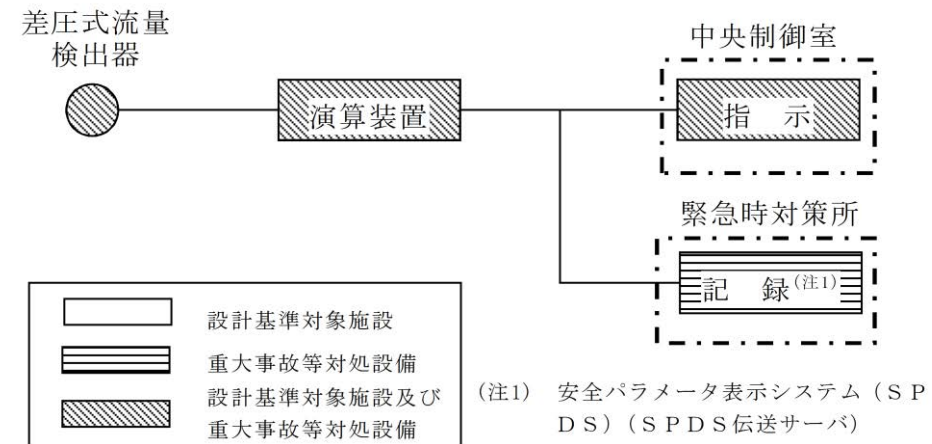 差圧式流量
検出器
中央制御室
演算装置
指　示
緊急時対策所
記　録(注1)
設計基準対象施設
重大事故等対処設備
設計基準対象施設及び
重大事故等対処設備
(注1)　安全パラメータ表示システム（ＳＰ
ＤＳ）（ＳＰＤＳ伝送サーバ）